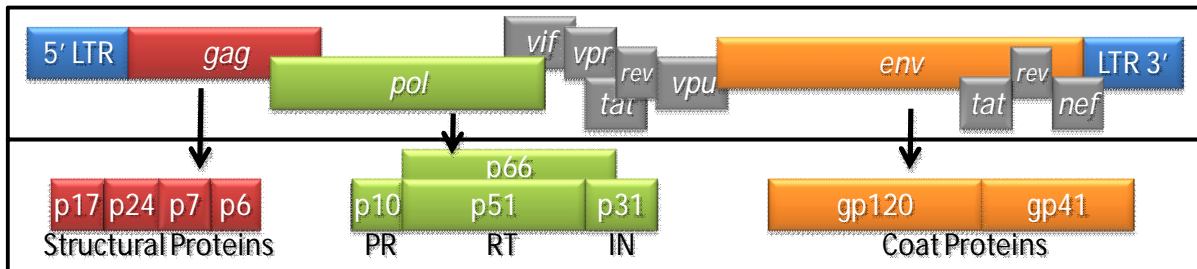 5′ LTR gag pol vif vpr tat rev vpu env tat rev nef LTR 3′
p66
p17 p24 p7 p6 p10 p51 p31 gp120 gp41
Structural Proteins PR RT IN Coat Proteins